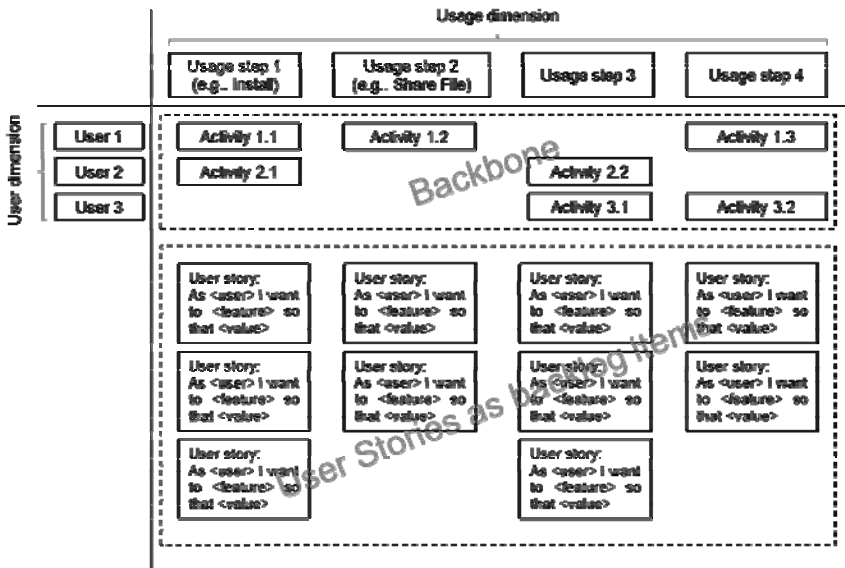 Usage dimension
Usage step 1
(e.g.. Install)
Usage step 2
(e.g.. Share File)
Usage step 3
Usage step 4
User dimension
User 1
Activity 1.1
Activity 1.2
Activity 1.3
User 2
Activity 2.1
Activity 2.2
User 3
Activity 3.1
Activity 3.2
Backbone
User story:
As <user> I want
to <feature> so
that <value>
User story:
As <user> I want
to <feature> so
that <value>
User story:
As <user> I want
to <feature> so
that <value>
User story:
As <user> I want
to <feature> so
that <value>
User story:
As <user> I want
to <feature> so
that <value>
User story:
As <user> I want
to <feature> so
that <value>
User story:
As <user> I want
to <feature> so
that <value>
User story:
As <user> I want
to <feature> so
that <value>
User story:
As <user> I want
to <feature> so
that <value>
User story:
As <user> I want
to <feature> so
that <value>
User Stories as backlog items